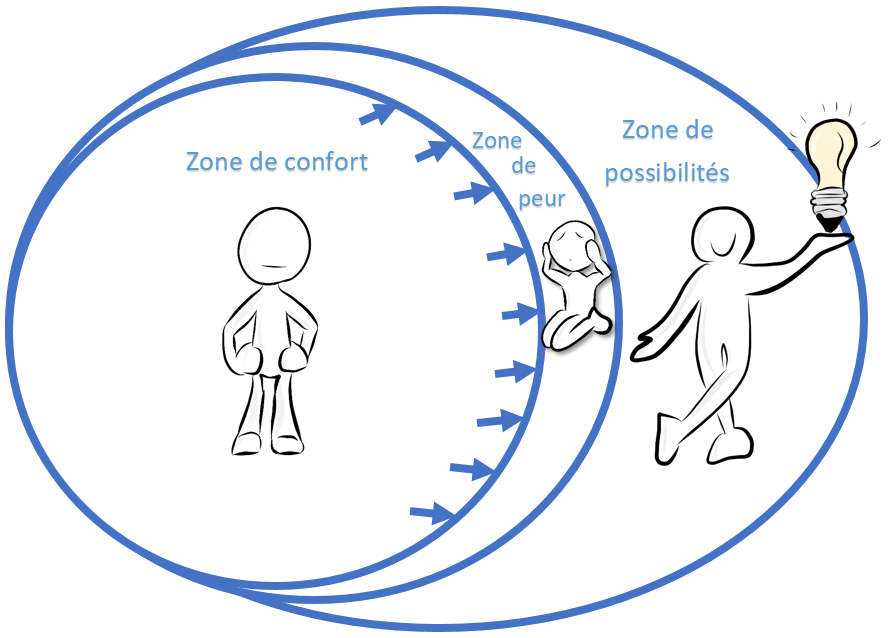 Zone de confort
Zone
de
peur
Zone de
possibilités